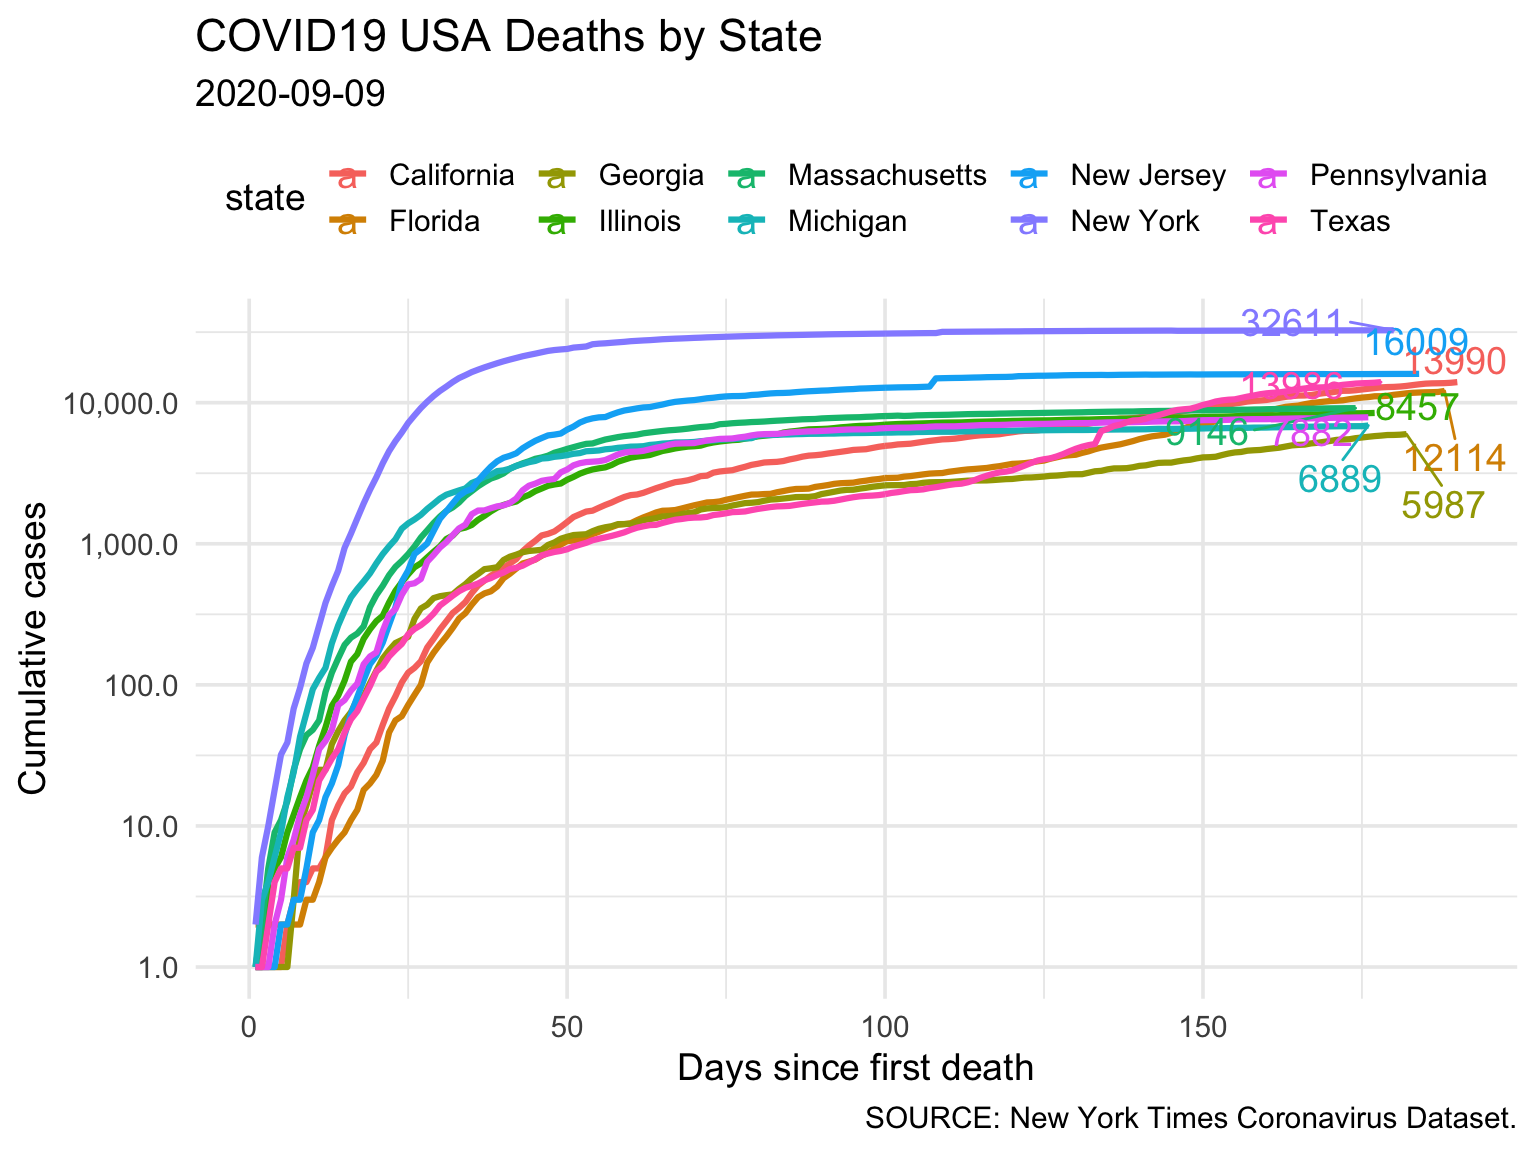 COVID19 USA Deaths by State
2020-09-09
state
a California a Georgia a Massachusetts a New Jersey a Pennsylvania
a Florida a Illinois a Michigan a New York a Texas
32611
16009
13990
13986
8457
9146
7882
12114
6889
5987
10,000.0
1,000.0
100.0
10.0
1.0
Cumulative cases
0 50 100 150
Days since first death
SOURCE: New York Times Coronavirus Dataset.